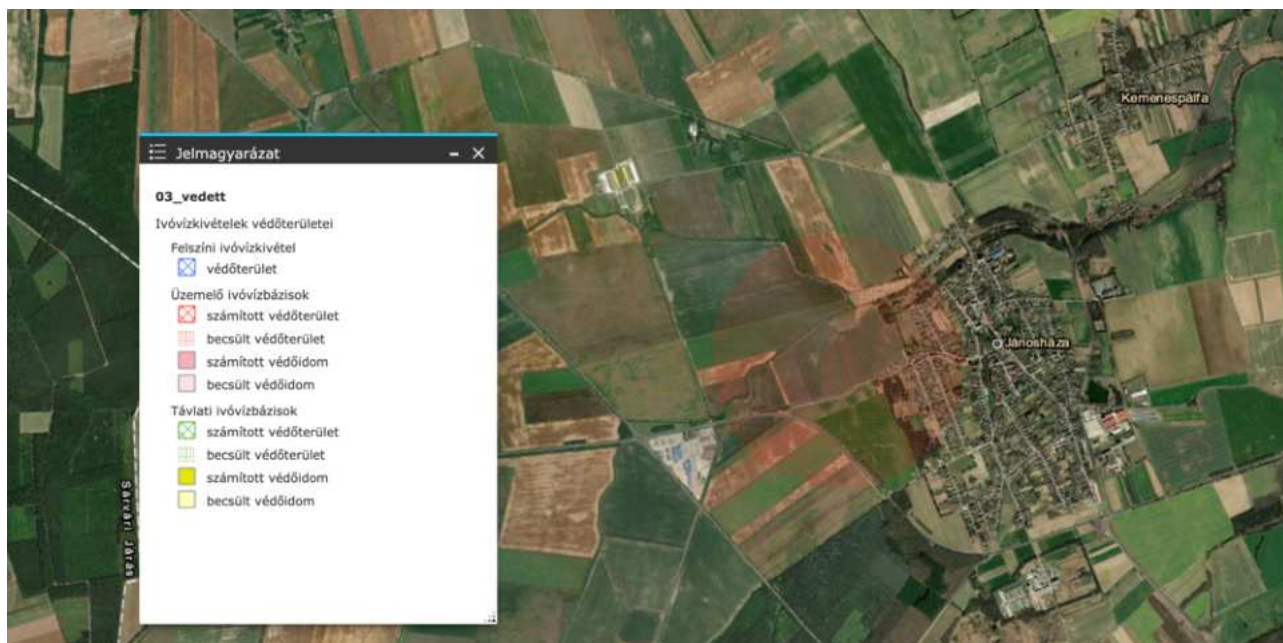 Kemenespálfa
Jelmagyarázat
03_vedett
Ivóvízkivételek védőterületei
Felszíni ivóvízkivétel
védőterület
Üzemelő ivóvízbázisok
számított védőterület
becsült védőterület
számított védőidom
becsült védőidom
Távlati ivóvízbázisok
számított védőterület
becsült védőterület
számított védőidom
becsült védőidom
Jánosháza
Sárvári Járás